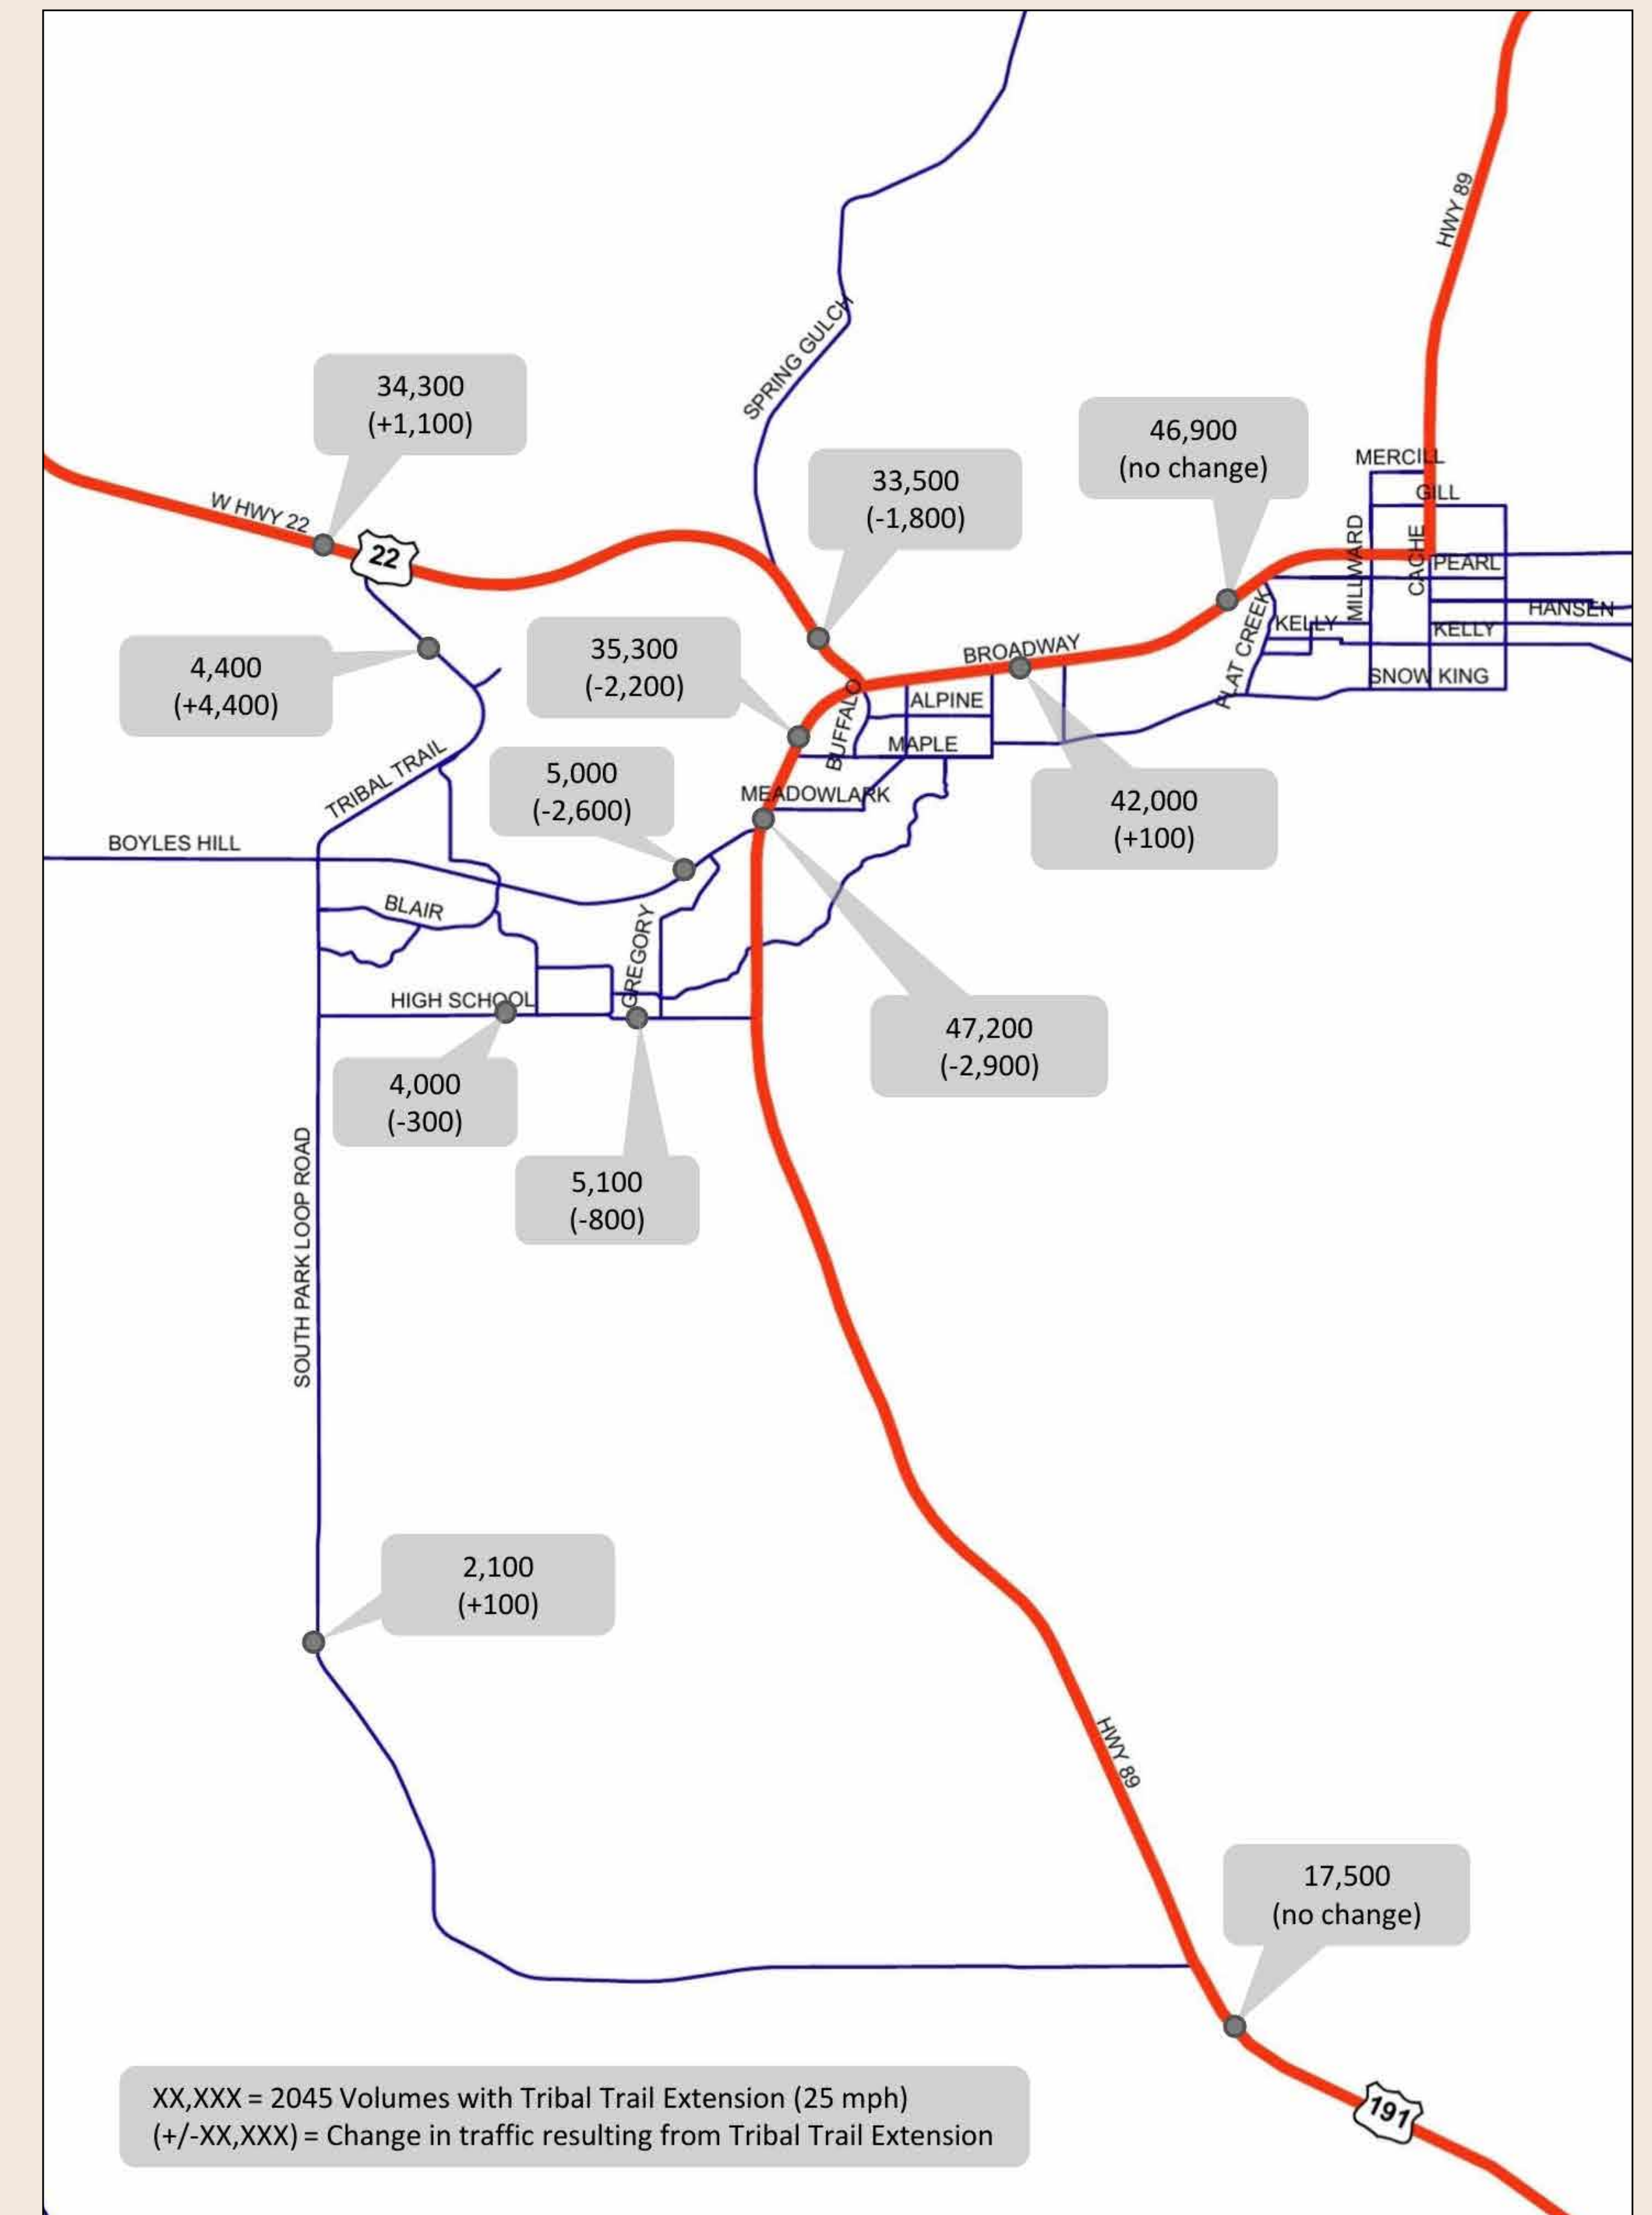 HWY 89
SPRING GULCH
34,300
(+1,100)
46,900
(no change)
33,500
(-1,800)
W HWY 22
22
MERCILL
GILL
MILLWARD
CACHE
PEARL
HANSEN
KELLY
KELLY
FLAT CREEK
SNOW KING
BROADWAY
35,300
(-2,200)
4,400
(+4,400)
BUFFALO
ALPINE
MAPLE
TRIBAL TRAIL
5,000
(-2,600)
MEADOWLARK
42,000
(+100)
BOYLES HILL
BLAIR
GREGORY
HIGH SCHOOL
47,200
(-2,900)
4,000
(-300)
5,100
(-800)
SOUTH PARK LOOP ROAD
2,100
(+100)
HWY 89
17,500
(no change)
191
XX,XXX = 2045 Volumes with Tribal Trail Extension (25 mph)
(+/-XX,XXX) = Change in traffic resulting from Tribal Trail Extension